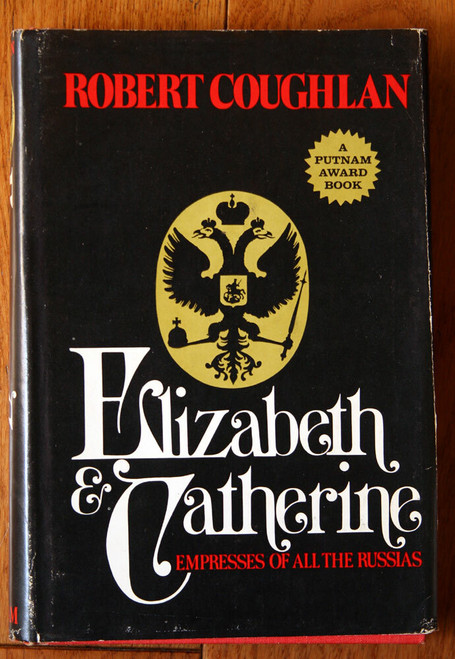 ROBERT COUGHLAN
A
PUTNAM
AWARD
BOOK
Elizabeth
& Catherine
EMPRESSES OF ALL THE RUSSIAS